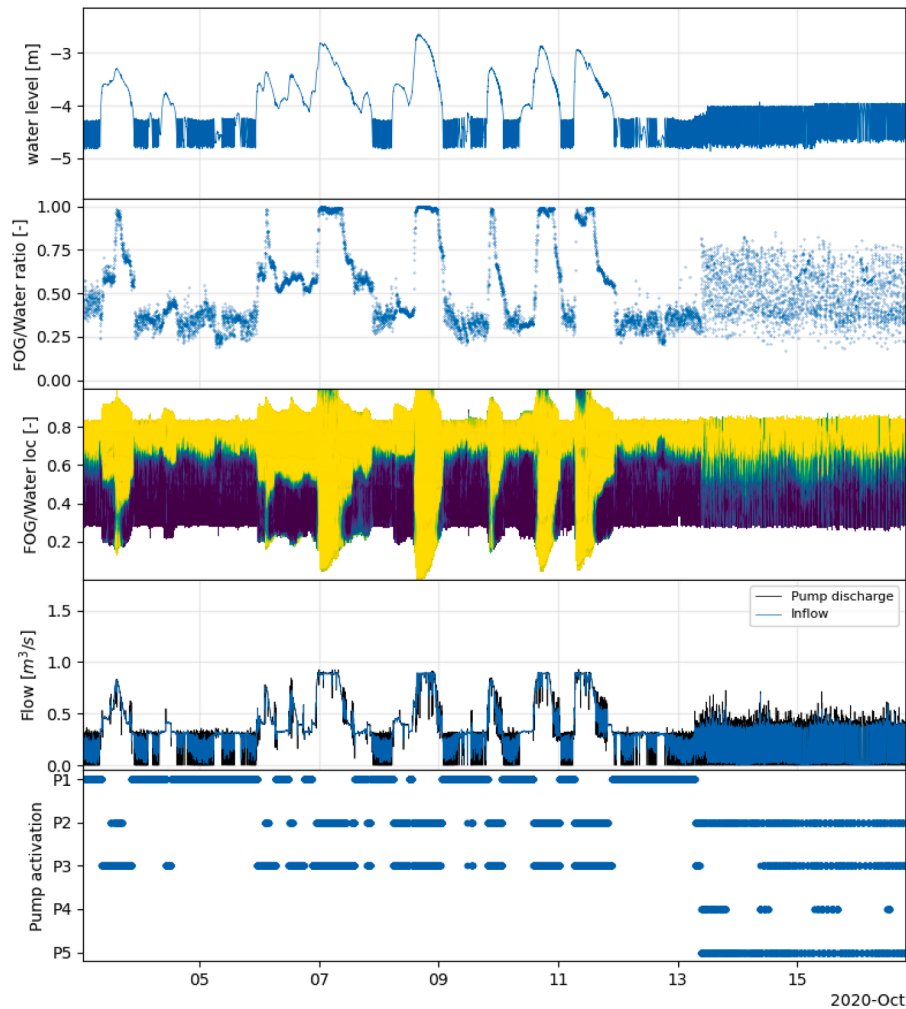 water level [m]
−3
−4
−5
FOG/Water ratio [-]
1.00
0.75
0.50
0.25
0.00
FOG/Water loc [-]
0.8
0.6
0.4
0.2
Flow [m³/s]
1.5
1.0
0.5
0.0
Pump discharge
Inflow
Pump activation
P1
P2
P3
P4
P5
05 07 09 11 13 15
2020-Oct